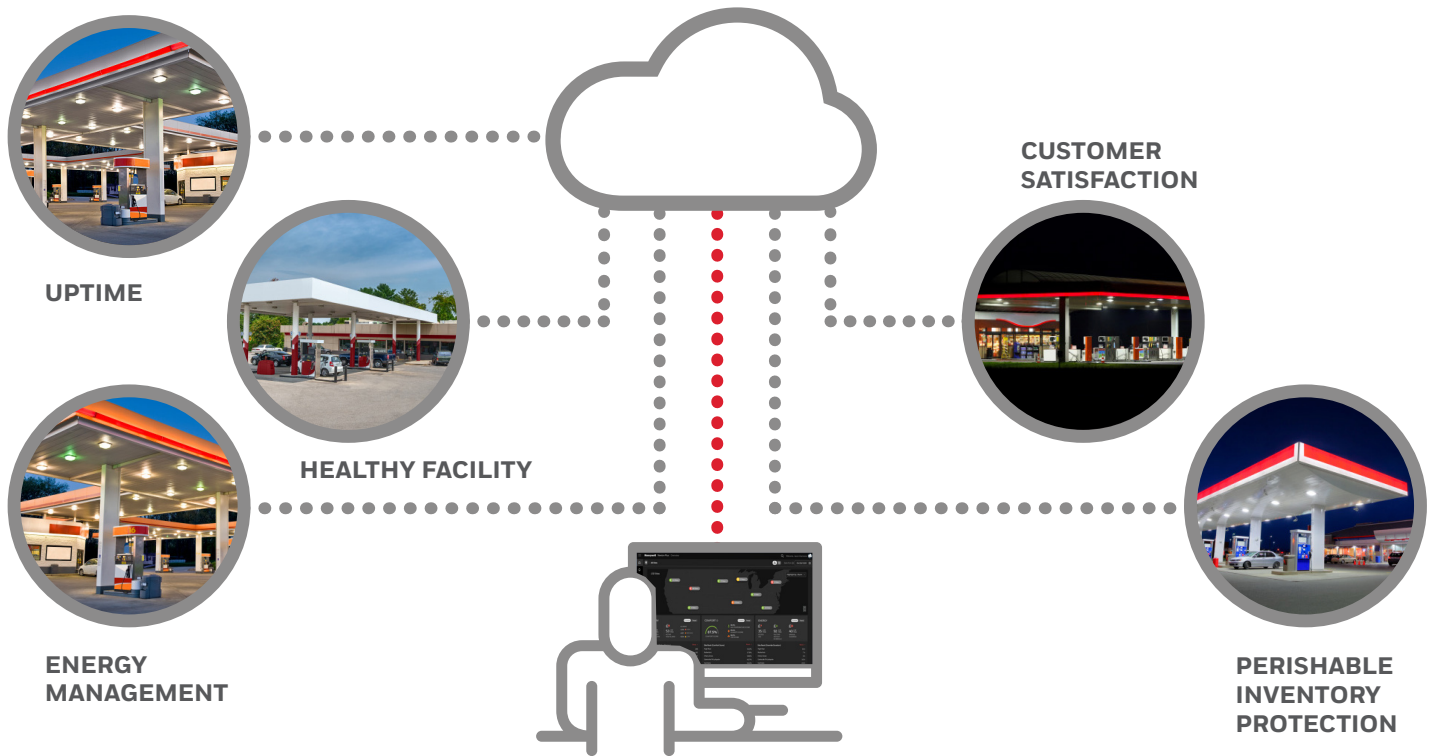 CUSTOMER
SATISFACTION
UPTIME
HEALTHY FACILITY
ENERGY
MANAGEMENT
PERISHABLE
INVENTORY
PROTECTION